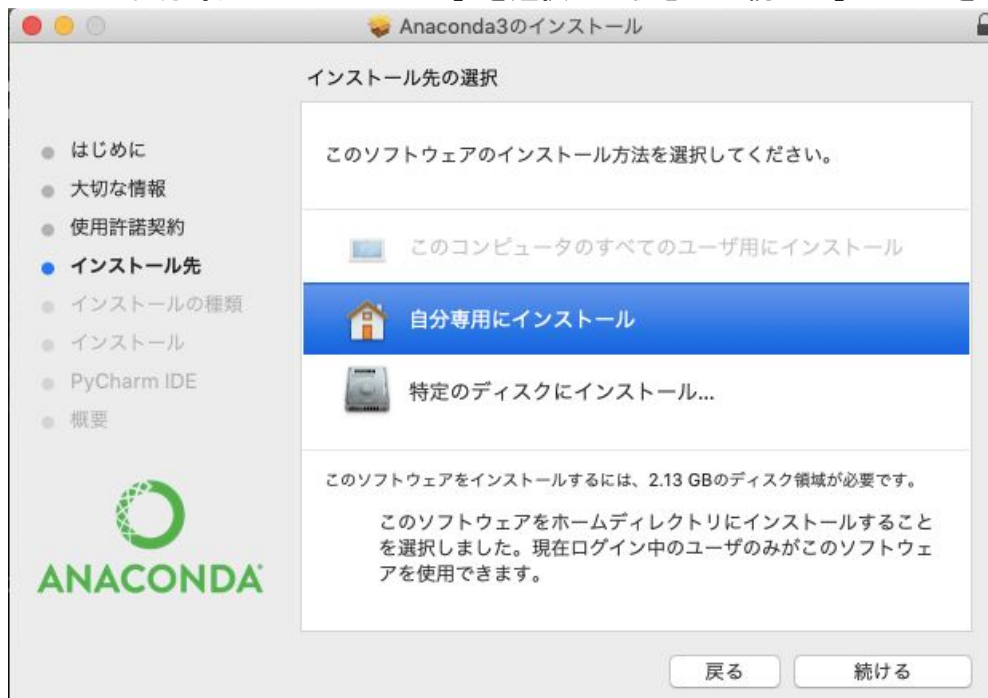 Anaconda3のインストール
インストール先の選択
はじめに
大切な情報
使用許諾契約
インストール先
インストールの種類
インストール
PyCharm IDE
概要
ANACONDA
このソフトウェアのインストール方法を選択してください。
このコンピュータのすべてのユーザ用にインストール
自分専用にインストール
特定のディスクにインストール...
このソフトウェアをインストールするには、2.13 GBのディスク領域が必要です。
このソフトウェアをホームディレクトリにインストールすること
を選択しました。現在ログイン中のユーザのみがこのソフトウェ
アを使用できます。
戻る
続ける